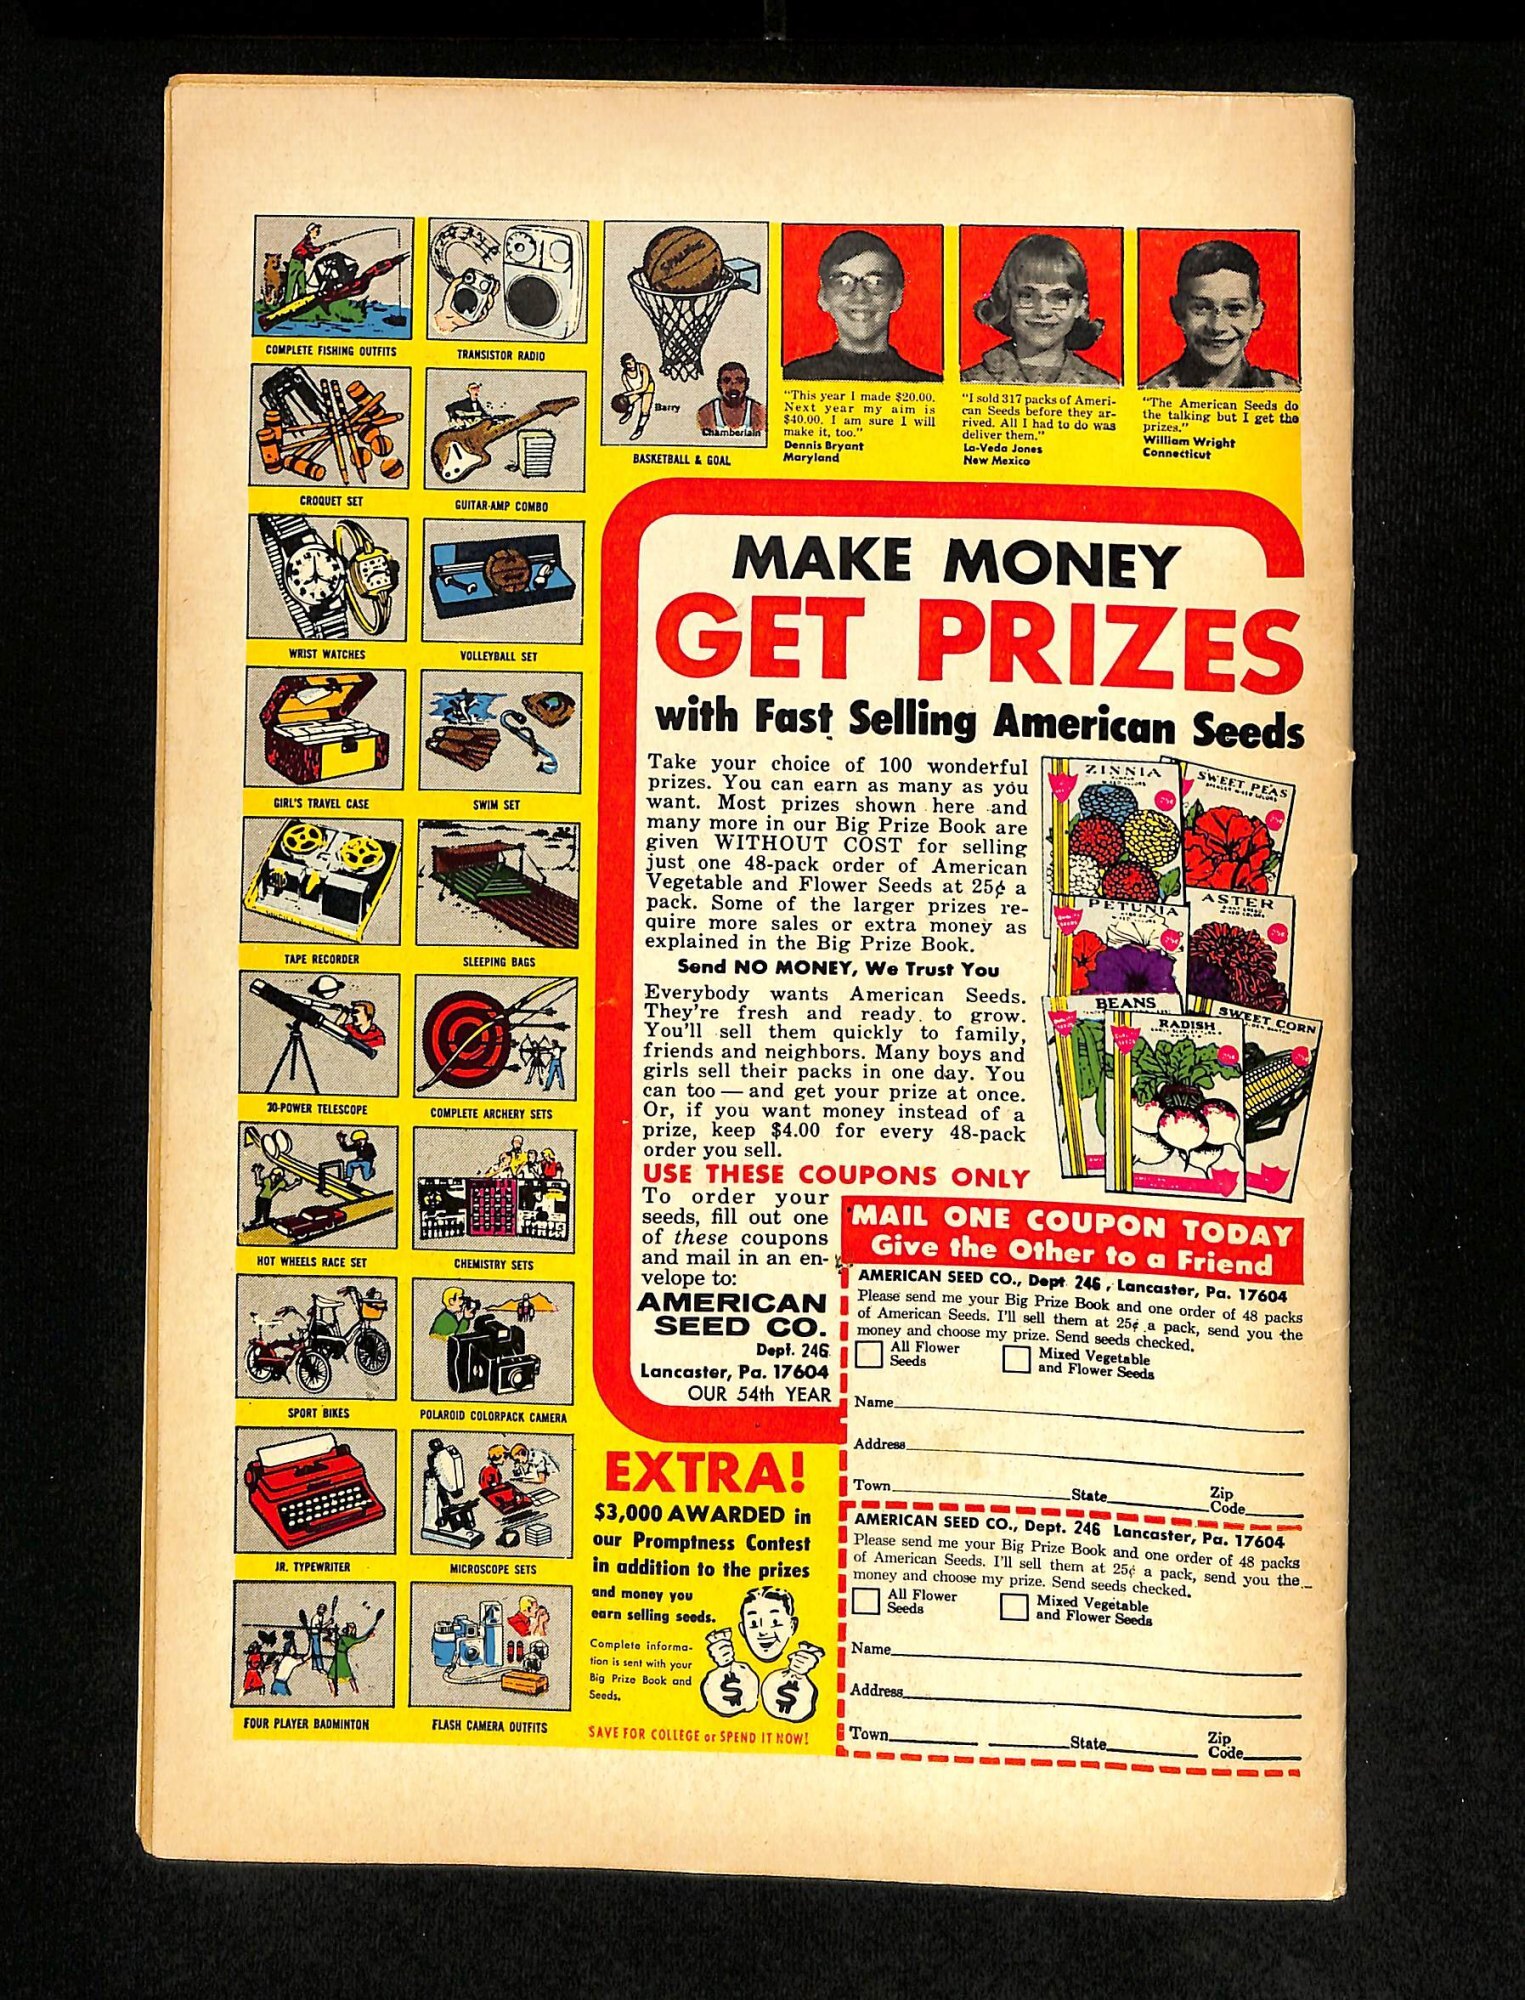 COMPLETE FISHING OUTFITS
TRANSISTOR RADIO
CROQUET SET
GUITAR-AMP COMBO
WRIST WATCHES
VOLLEYBALL SET
GIRL'S TRAVEL CASE
SWIM SET
TAPE RECORDER
SLEEPING BAGS
30-POWER TELESCOPE
COMPLETE ARCHERY SETS
HOT WHEELS RACE SET
CHEMISTRY SETS
SPORT BIKES
POLAROID COLORPACK CAMERA
JR. TYPEWRITER
MICROSCOPE SETS
FOUR PLAYER BADMINTON
FLASH CAMERA OUTFITS
SPALDING
Barry
Chamberlain
BASKETBALL & GOAL
"This year I made $20.00.
Next year my aim is
$40.00. I am sure I will
make it, too."
Dennis Bryant
Maryland
"I sold 317 packs of Ameri-
can Seeds before they ar-
rived. All I had to do was
deliver them."
La-Veda Jones
New Mexico
"The American Seeds do
the talking but I get the
prizes."
William Wright
Connecticut
MAKE MONEY
GET PRIZES
with Fast Selling American Seeds
Take your choice of 100 wonderful
prizes. You can earn as many as you
want. Most prizes shown here and
many more in our Big Prize Book are
given WITHOUT COST for selling
just one 48-pack order of American
Vegetable and Flower Seeds at 25¢ a
pack. Some of the larger prizes re-
quire more sales or extra money as
explained in the Big Prize Book.
Send NO MONEY, We Trust You
Everybody wants American Seeds.
They're fresh and ready to grow.
You'll sell them quickly to family,
friends and neighbors. Many boys and
girls sell their packs in one day. You
can too — and get your prize at once.
Or, if you want money instead of a
prize, keep $4.00 for every 48-pack
order you sell.
USE THESE COUPONS ONLY
To order your
seeds, fill out one
of these coupons
and mail in an en-
velope to:
AMERICAN
SEED CO.
Dept. 246
Lancaster, Pa. 17604
OUR 54th YEAR
ZINNIA
25¢
SWEET PEAS
25¢
PETUNIA
25¢
ASTER
25¢
BEANS
RADISH
25¢
SWEET CORN
25¢
MAIL ONE COUPON TODAY
Give the Other to a Friend
AMERICAN SEED CO., Dept. 246, Lancaster, Pa. 17604
Please send me your Big Prize Book and one order of 48 packs
of American Seeds. I'll sell them at 25¢ a pack, send you the
money and choose my prize. Send seeds checked.
All Flower
Seeds
Mixed Vegetable
and Flower Seeds
Name
Address
Town State Zip
Code
AMERICAN SEED CO., Dept. 246 Lancaster, Pa. 17604
Please send me your Big Prize Book and one order of 48 packs
of American Seeds. I'll sell them at 25¢ a pack, send you the
money and choose my prize. Send seeds checked.
All Flower
Seeds
Mixed Vegetable
and Flower Seeds
Name
Address
Town State Zip
Code
EXTRA!
$3,000 AWARDED in
our Promptness Contest
in addition to the prizes
and money you
earn selling seeds.
Complete informa-
tion is sent with your
Big Prize Book and
Seeds.
$ $
SAVE FOR COLLEGE or SPEND IT NOW!